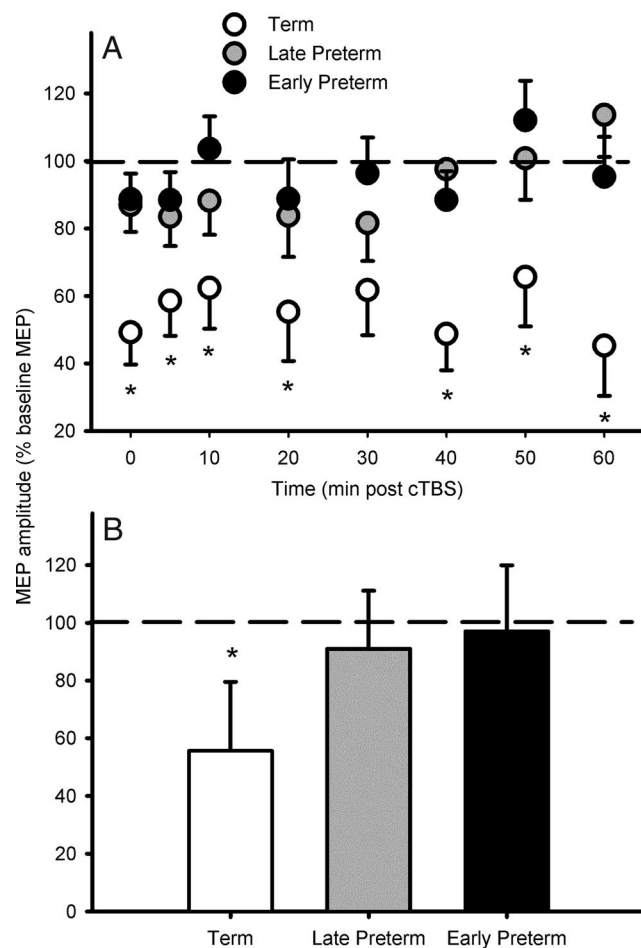 A
Term
Late Preterm
Early Preterm
120
100
80
60
40
20
* * * * * * *
0 10 20 30 40 50 60
Time (min post cTBS)
MEP amplitude (% baseline MEP)
B
120
100
80
60
40
20
0
*
Term Late Preterm Early Preterm